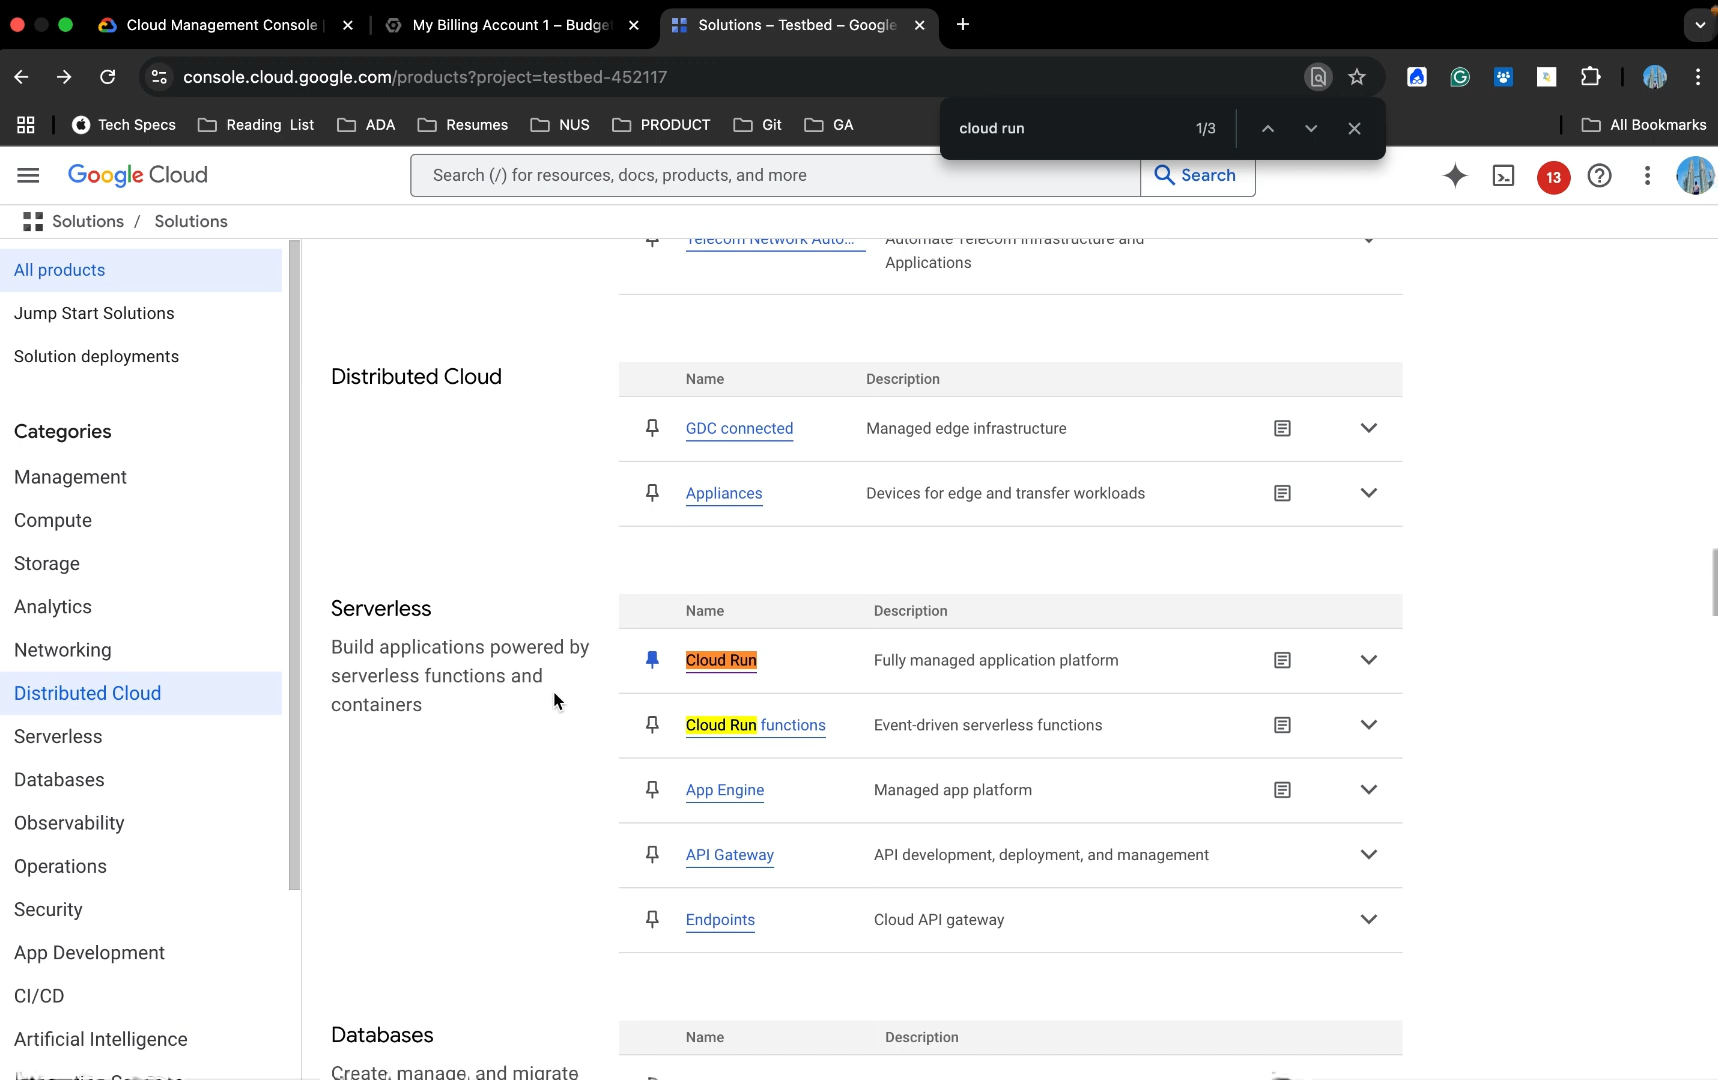 Cloud Management Console
My Billing Account 1 – Budge
Solutions – Testbed – Google
console.cloud.google.com/products?project=testbed-452117
Tech Specs
Reading List
ADA
Resumes
NUS
PRODUCT
Git
GA
cloud run
1/3
All Bookmarks
Google Cloud
Search (/) for resources, docs, products, and more
Search
13
Solutions / Solutions
All products
Jump Start Solutions
Solution deployments
Categories
Management
Compute
Storage
Analytics
Networking
Distributed Cloud
Serverless
Databases
Observability
Operations
Security
App Development
CI/CD
Artificial Intelligence
Telecom Network Auto...
Automate Telecom Infrastructure and
Applications
Distributed Cloud
Name Description
GDC connected Managed edge infrastructure
Appliances Devices for edge and transfer workloads
Serverless
Build applications powered by
serverless functions and
containers
Name Description
Cloud Run Fully managed application platform
Cloud Run functions Event-driven serverless functions
App Engine Managed app platform
API Gateway API development, deployment, and management
Endpoints Cloud API gateway
Databases
Create, manage, and migrate
Name Description